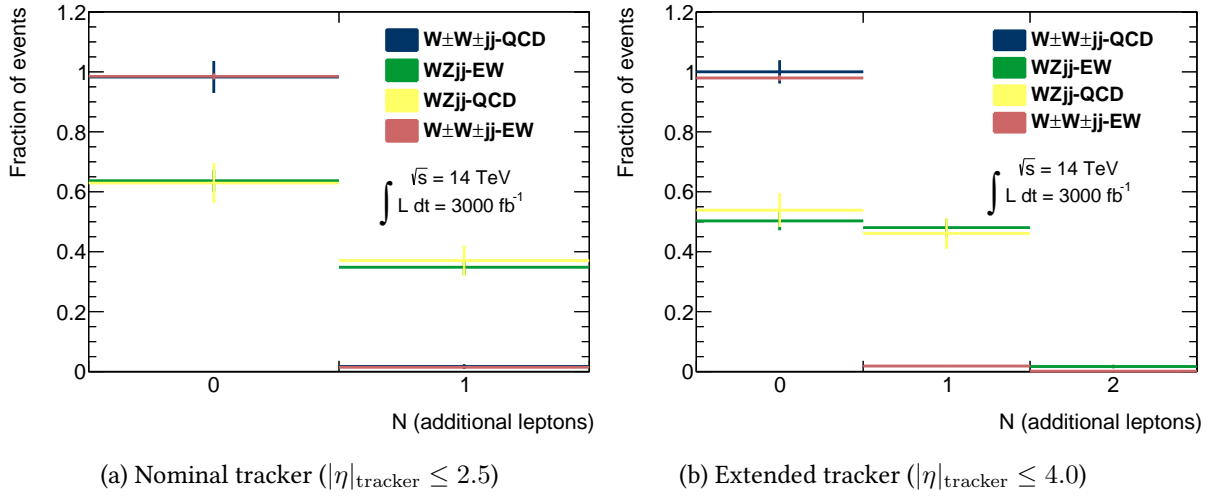 Fraction of events
1.2
1
0.8
0.6
0.4
0.2
0
W±W±jj-QCD
WZjj-EW
WZjj-QCD
W±W±jj-EW
√s = 14 TeV
∫ L dt = 3000 fb⁻¹
0 1
N (additional leptons)
(a) Nominal tracker (|η|tracker ≤ 2.5)
Fraction of events
1.2
1
0.8
0.6
0.4
0.2
0
W±W±jj-QCD
WZjj-EW
WZjj-QCD
W±W±jj-EW
√s = 14 TeV
∫ L dt = 3000 fb⁻¹
0 1 2
N (additional leptons)
(b) Extended tracker (|η|tracker ≤ 4.0)